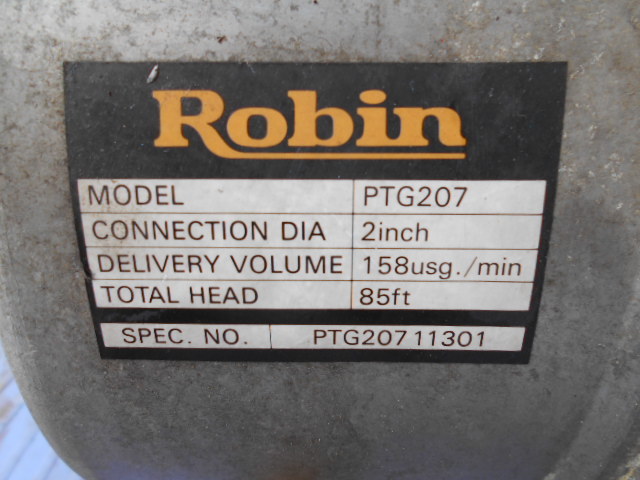 Robin
MODEL PTG207
CONNECTION DIA 2inch
DELIVERY VOLUME 158usg./min
TOTAL HEAD 85ft
SPEC. NO. PTG20711301